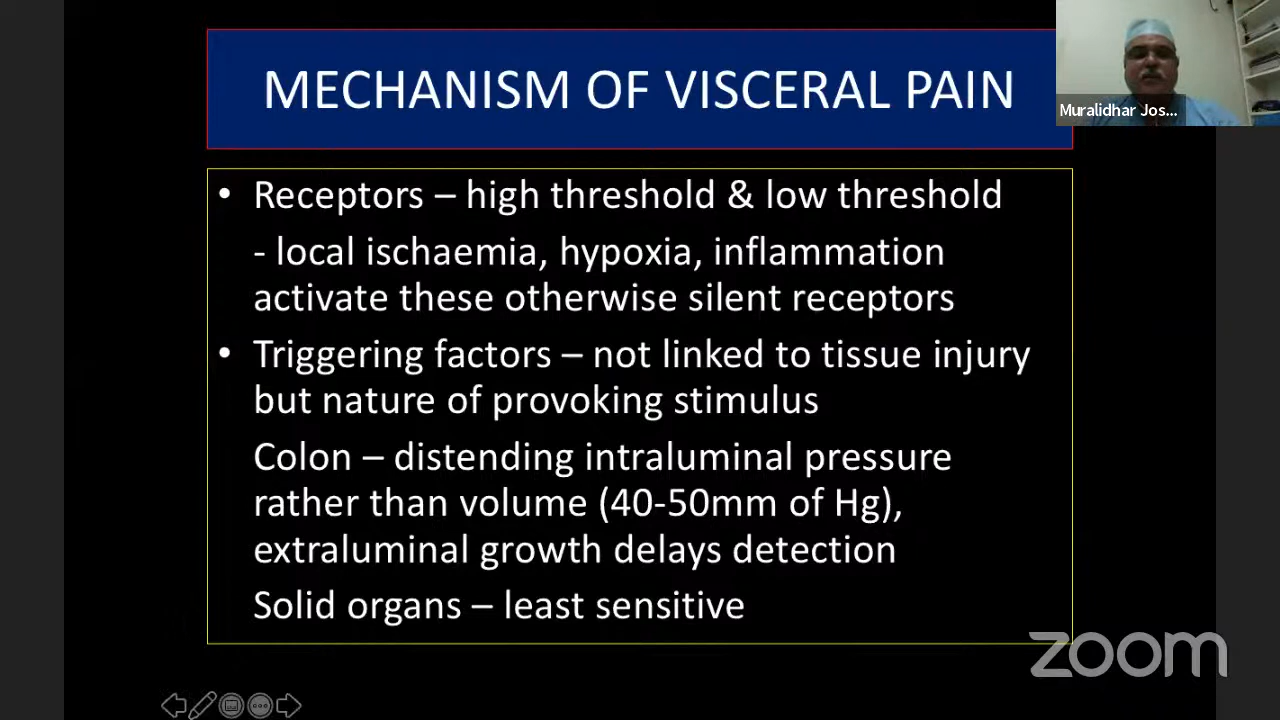 MECHANISM OF VISCERAL PAIN
Muralidhar Jos...
• Receptors – high threshold & low threshold
- local ischaemia, hypoxia, inflammation
activate these otherwise silent receptors
• Triggering factors – not linked to tissue injury
but nature of provoking stimulus
Colon – distending intraluminal pressure
rather than volume (40-50mm of Hg),
extraluminal growth delays detection
Solid organs – least sensitive
zoom